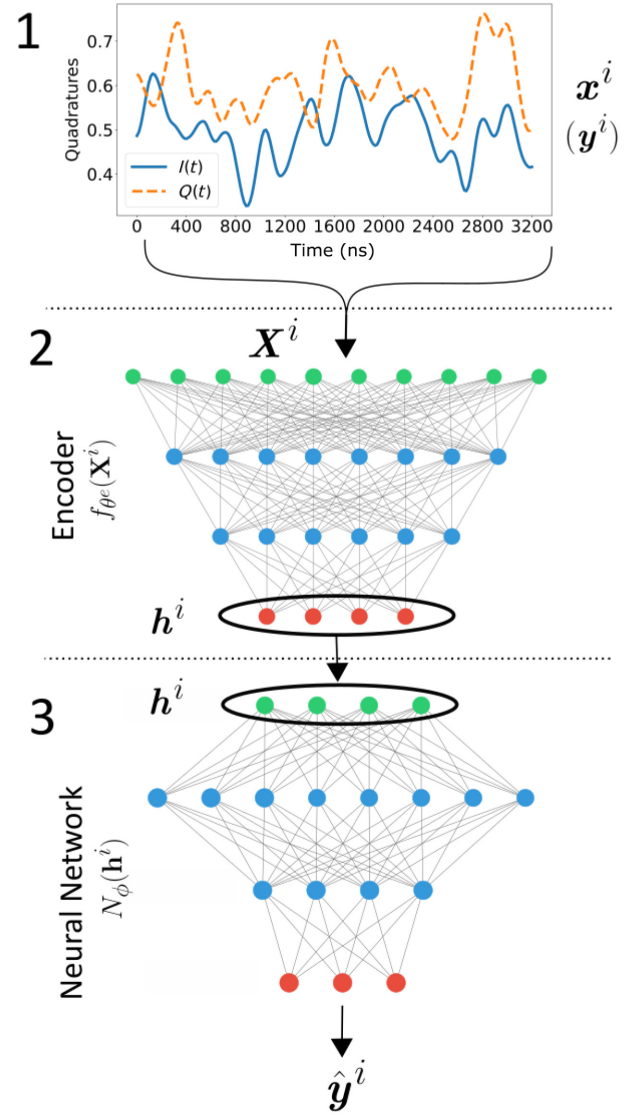 1
0.7
0.6
0.5
0.4
Quadratures
I(t)
Q(t)
0 400 800 1200 1600 2000 2400 2800 3200
Time (ns)
x^i
(y^i)
2
X^i
Encoder
f_{θ^e}(X^i)
h^i
3
h^i
Neural Network
N_ϕ(h^i)
ŷ^i